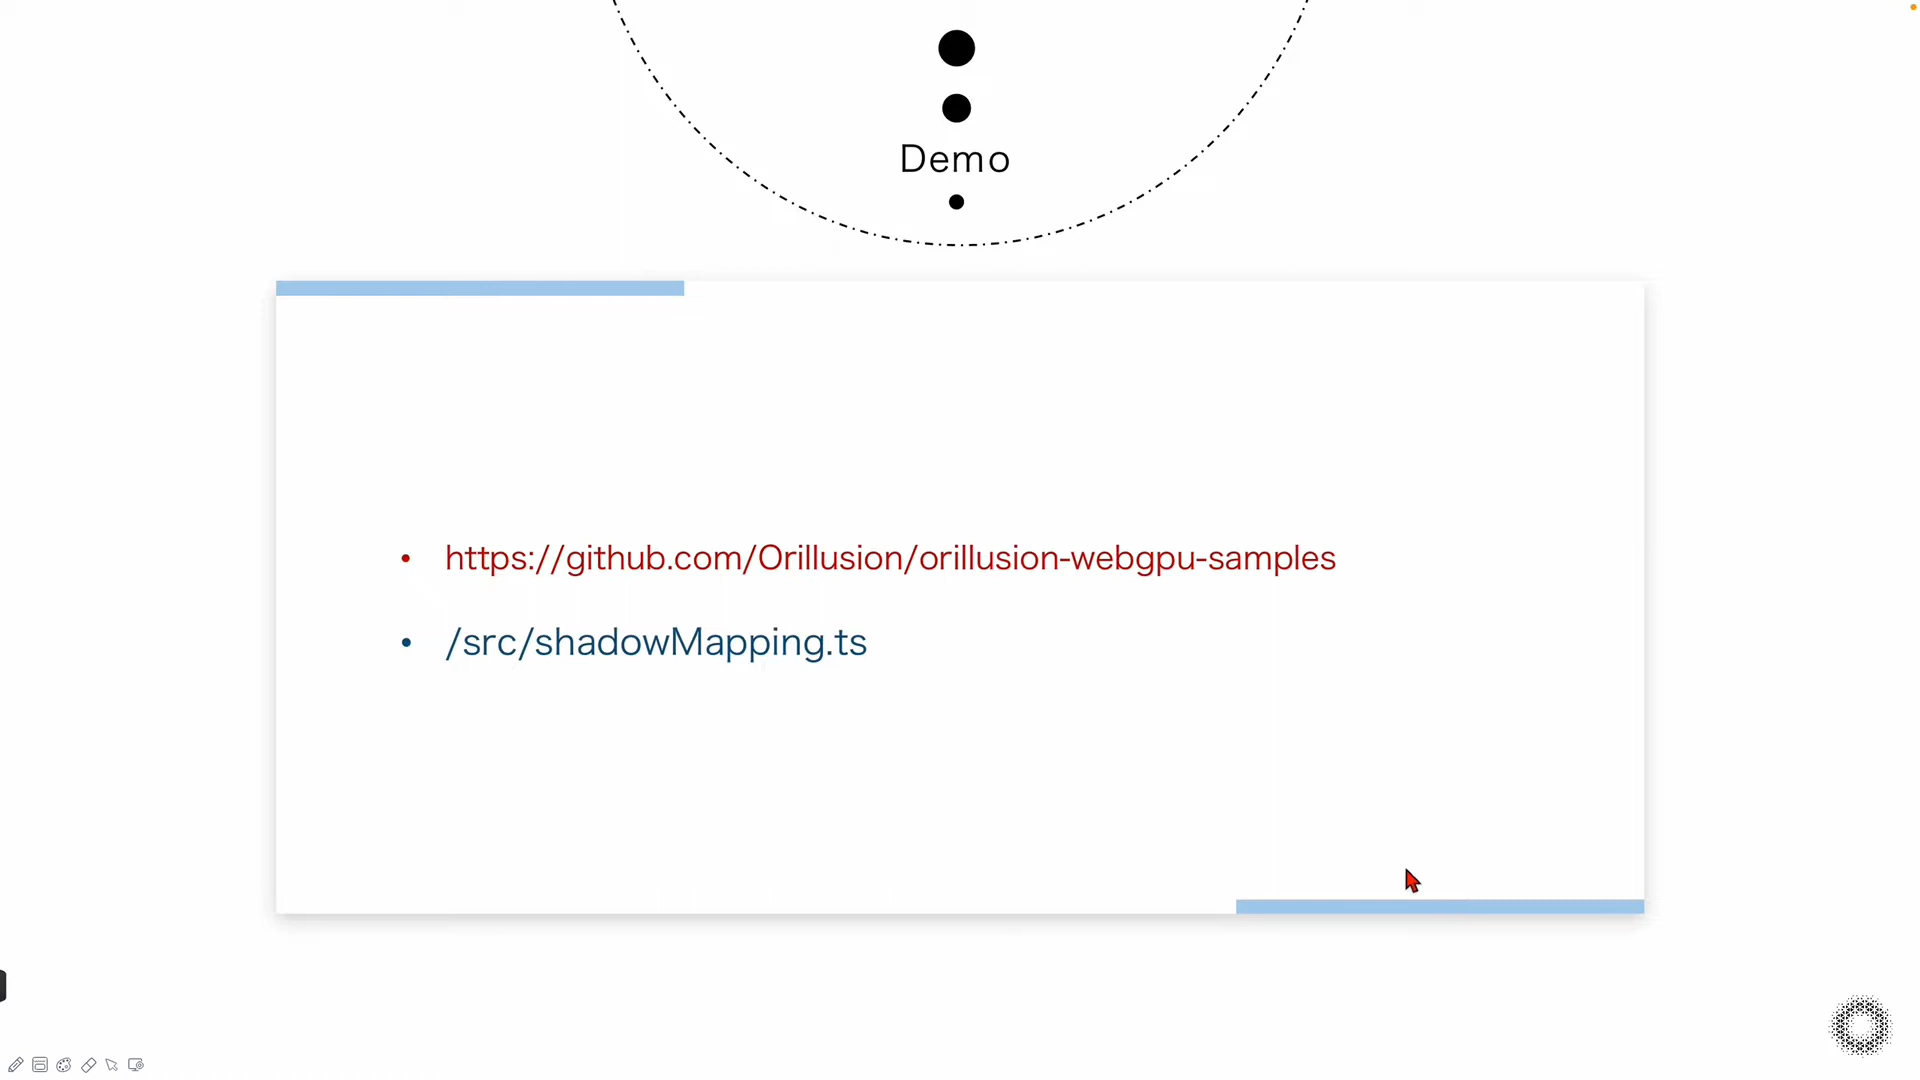 Demo
• https://github.com/Orillusion/orillusion-webgpu-samples
• /src/shadowMapping.ts